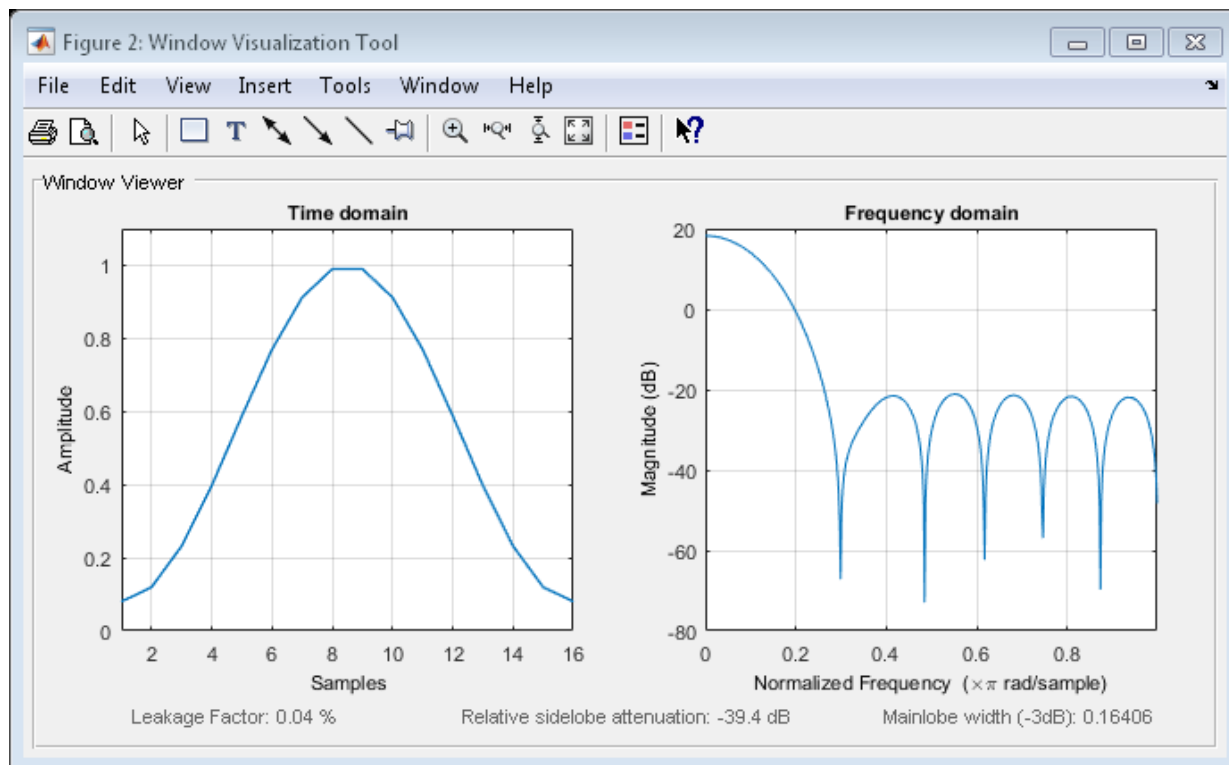 Figure 2: Window Visualization Tool
File Edit View Insert Tools Window Help
T
?
Window Viewer
Time domain
1
0.8
0.6
0.4
0.2
0
Amplitude
2 4 6 8 10 12 14 16
Samples
Frequency domain
20
0
-20
-40
-60
-80
Magnitude (dB)
0 0.2 0.4 0.6 0.8
Normalized Frequency (×π rad/sample)
Leakage Factor: 0.04 % Relative sidelobe attenuation: -39.4 dB Mainlobe width (-3dB): 0.16406